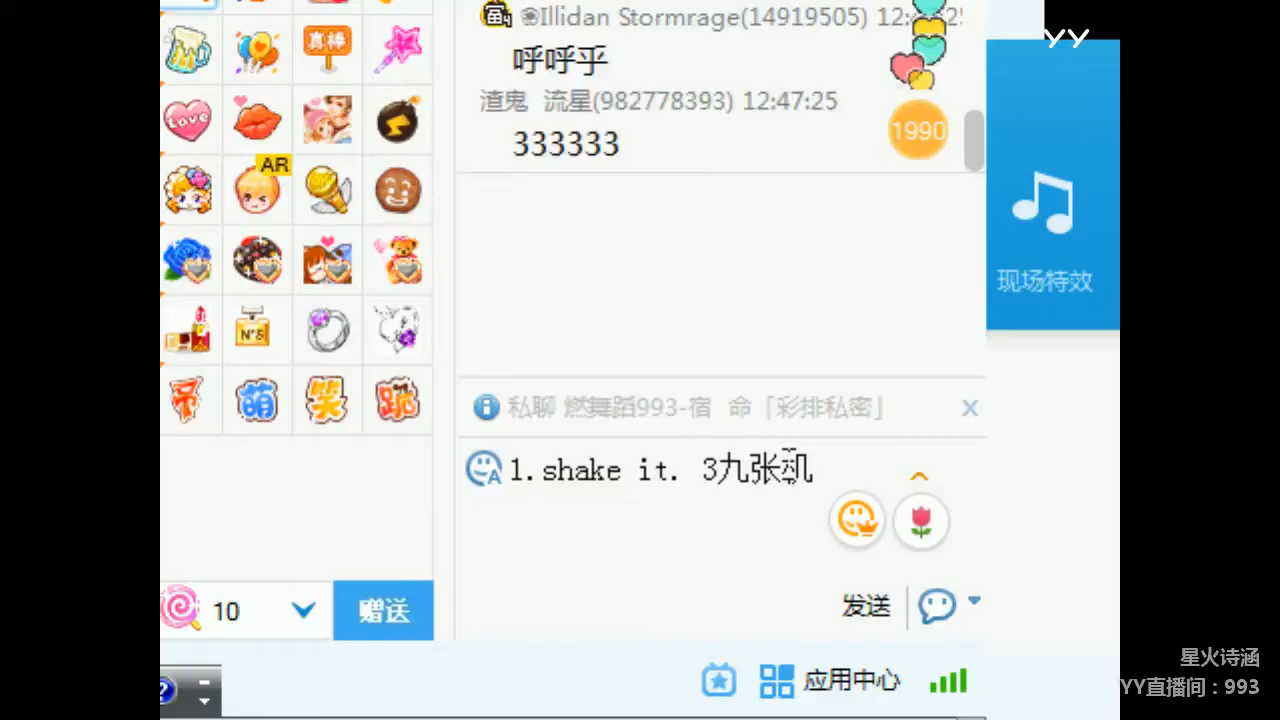 ❀Illidan Stormrage(14919505)
呼呼乎
渣鬼 流星(982778393) 12:47:25
333333
1990
YY
真棒
Love
AR
N°5
吊
萌
笑
跪
现场特效
私聊 燃舞蹈993-宿 命「彩排私密」
1.shake it. 3九张机
10
赠送
发送
应用中心
星火诗涵
YY直播间：993